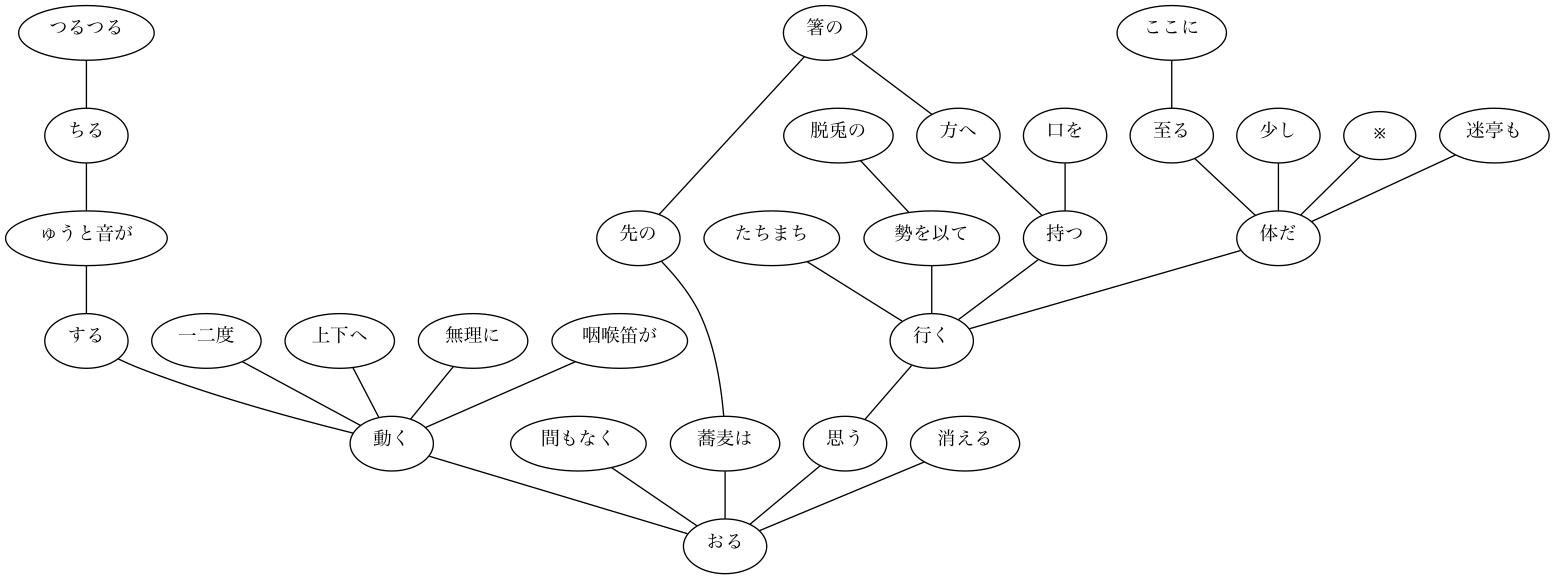 つるつる
箸の
ここに
ちる
脱兎の
方へ
口を
至る
少し
※
迷亭も
ゅうと音が
先の
たちまち
勢を以て
持つ
体だ
する
一二度
上下へ
無理に
咽喉笛が
行く
動く
間もなく
蕎麦は
思う
消える
おる